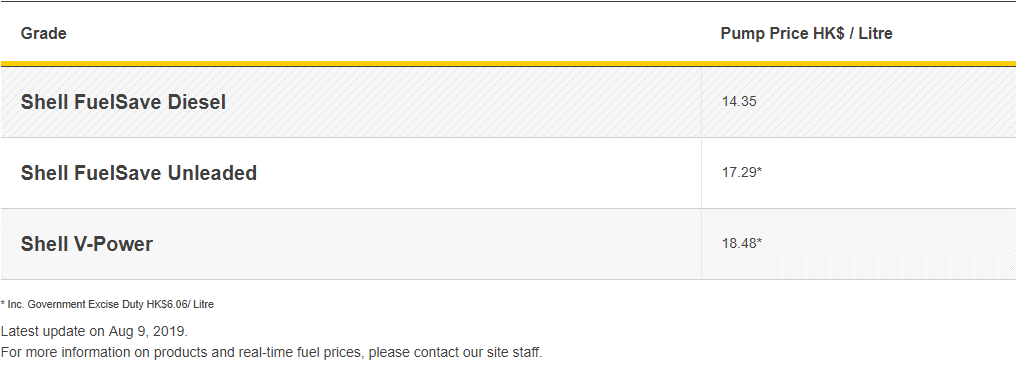 Grade Pump Price HK$ / Litre
Shell FuelSave Diesel 14.35
Shell FuelSave Unleaded 17.29*
Shell V-Power 18.48*
* Inc. Government Excise Duty HK$6.06/ Litre
Latest update on Aug 9, 2019.
For more information on products and real-time fuel prices, please contact our site staff.